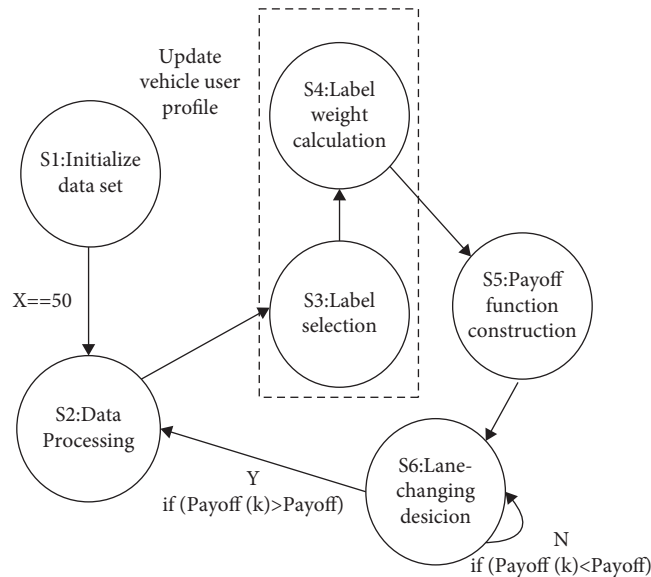 Update
vehicle user
profile
S4:Label
weight
calculation
S1:Initialize
data set
S5:Payoff
function
construction
X==50
S3:Label
selection
S2:Data
Processing
S6:Lane-
changing
desicion
Y
if (Payoff (k)>Payoff)
N
if (Payoff (k)<Payoff)